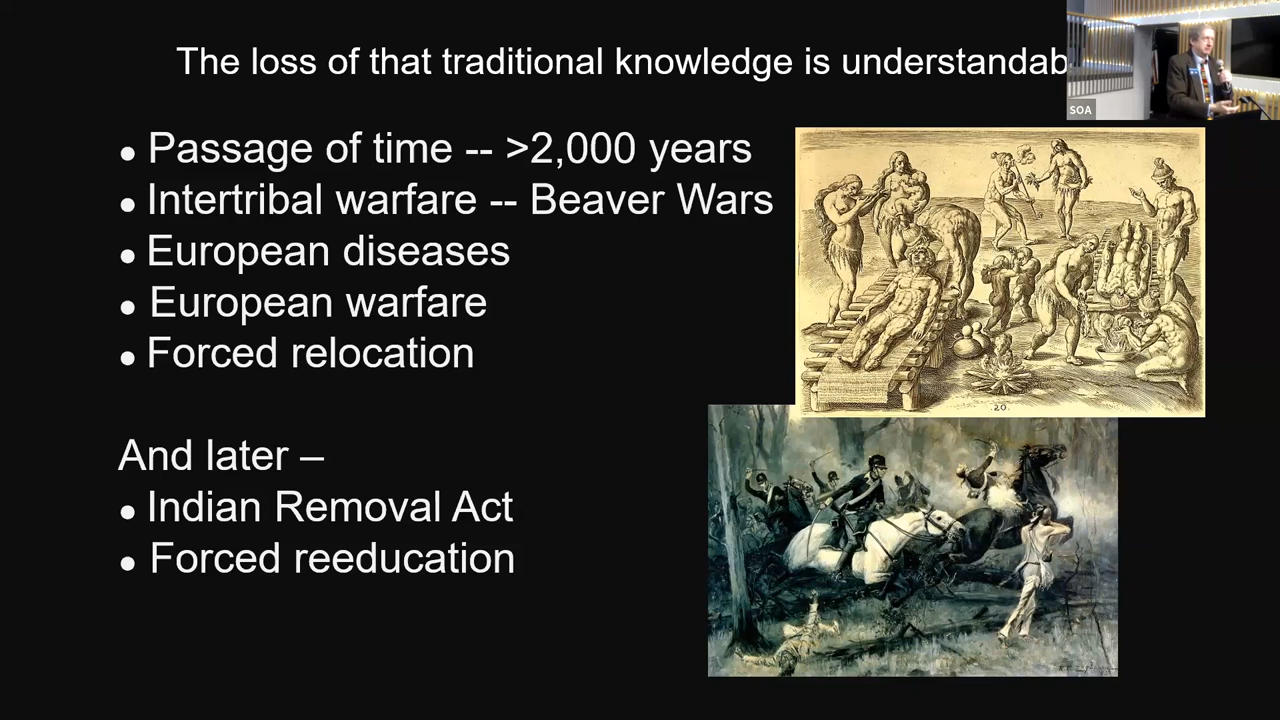 The loss of that traditional knowledge is understandab
SOA
● Passage of time -- >2,000 years
● Intertribal warfare -- Beaver Wars
● European diseases
● European warfare
● Forced relocation
.20.
And later –
● Indian Removal Act
● Forced reeducation